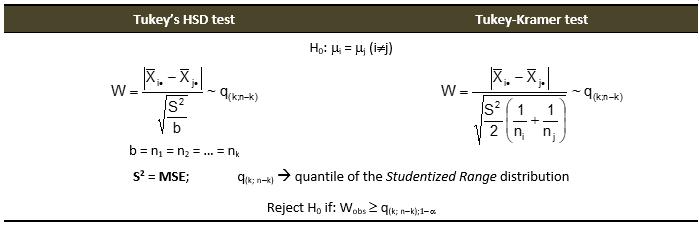 Tukey's HSD test
Tukey-Kramer test
H₀: μᵢ = μⱼ (i≠j)
W = |X̅ᵢ• − X̅ⱼ•| / √(S²/b) ~ q₍ₖ;ₙ₋ₖ₎
W = |X̅ᵢ• − X̅ⱼ•| / √(S²/2 (1/nᵢ + 1/nⱼ)) ~ q₍ₖ;ₙ₋ₖ₎
b = n₁ = n₂ = ... = nₖ
S² = MSE; q₍ₖ; ₙ₋ₖ₎ → quantile of the Studentized Range distribution
Reject H₀ if: Wobs ≥ q(k; n−k);1−α